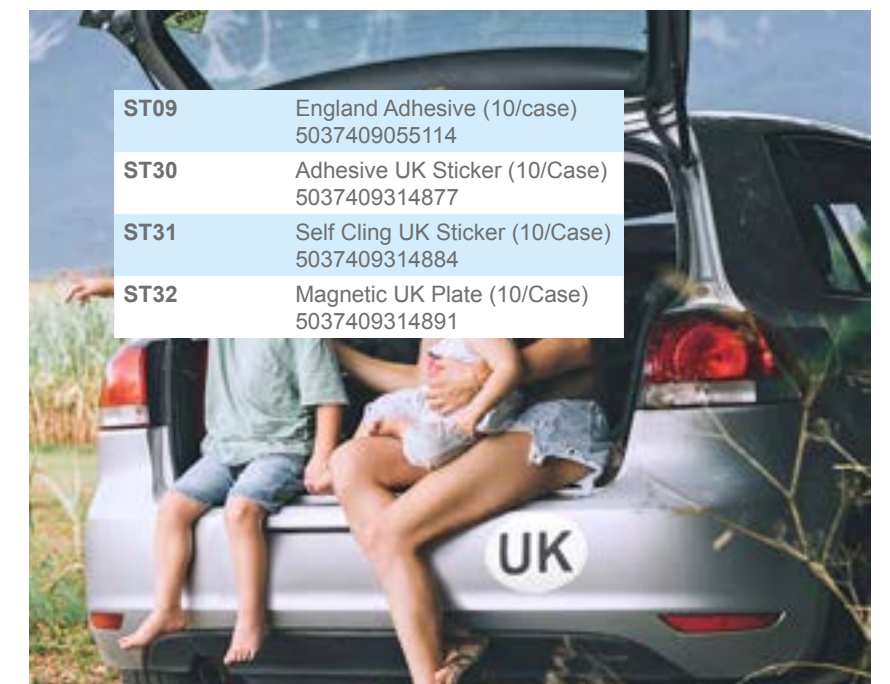 ST09 England Adhesive (10/case)
5037409055114
ST30 Adhesive UK Sticker (10/Case)
5037409314877
ST31 Self Cling UK Sticker (10/Case)
5037409314884
ST32 Magnetic UK Plate (10/Case)
5037409314891
UK